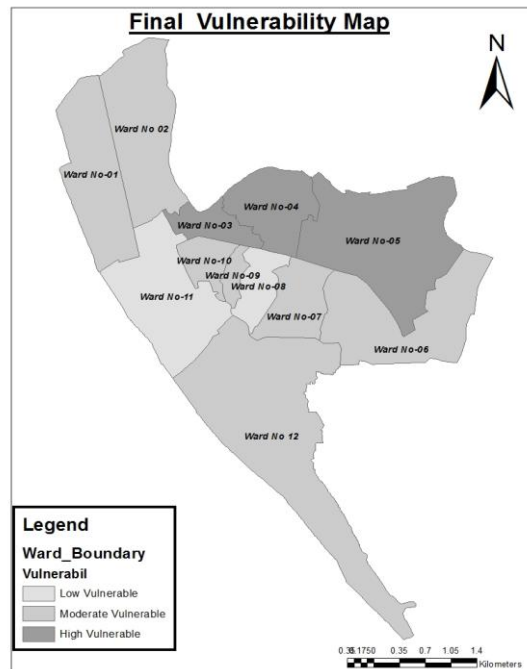 Final Vulnerability Map
N
Ward No 02
Ward No-01
Ward No-04
Ward No-03
Ward No-05
Ward No-10
Ward No-09
Ward No-08
Ward No-11
Ward No-07
Ward No-06
Ward No 12
Legend
Ward_Boundary
Vulnerabil
Low Vulnerable
Moderate Vulnerable
High Vulnerable
0.35 0.7 1.05 1.4
Kilometers